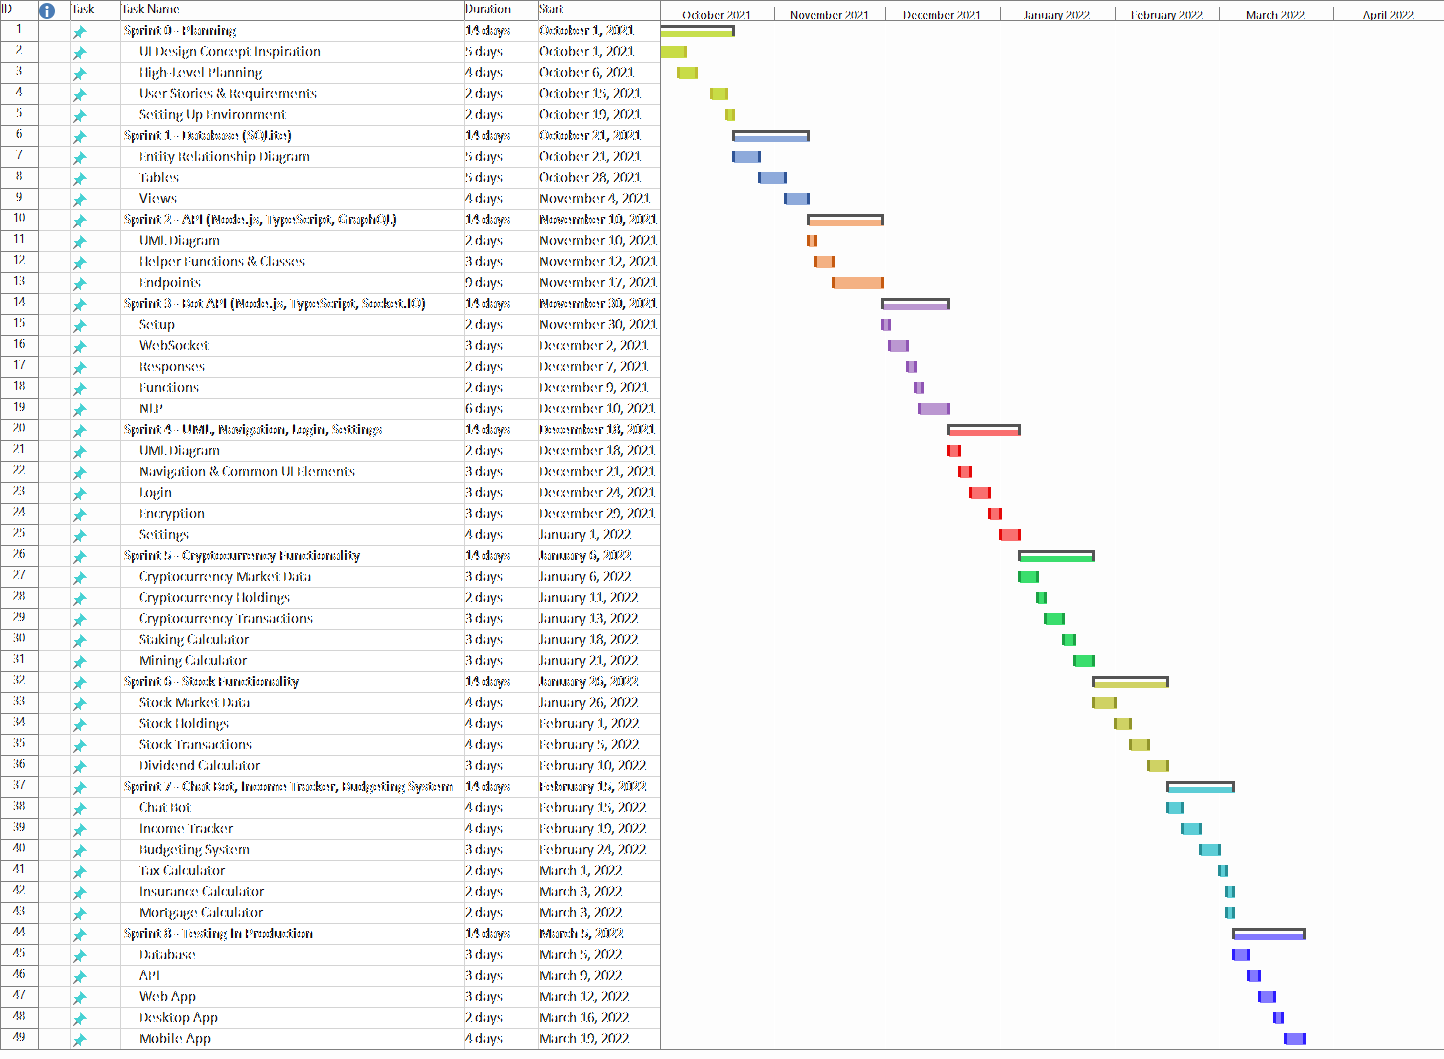 ID Task Task Name Duration Start October 2021 November 2021 December 2021 January 2022 February 2022 March 2022 April 2022
1 Sprint 0 - Planning 14 days October 1, 2021
2 UI Design Concept Inspiration 5 days October 1, 2021
3 High-Level Planning 4 days October 6, 2021
4 User Stories & Requirements 2 days October 15, 2021
5 Setting Up Environment 2 days October 19, 2021
6 Sprint 1 - Database (SQLite) 14 days October 21, 2021
7 Entity Relationship Diagram 5 days October 21, 2021
8 Tables 5 days October 28, 2021
9 Views 4 days November 4, 2021
10 Sprint 2 - API (Node.js, TypeScript, GraphQL) 14 days November 10, 2021
11 UML Diagram 2 days November 10, 2021
12 Helper Functions & Classes 3 days November 12, 2021
13 Endpoints 9 days November 17, 2021
14 Sprint 3 - Bot API (Node.js, TypeScript, Socket.IO) 14 days November 30, 2021
15 Setup 2 days November 30, 2021
16 WebSocket 3 days December 2, 2021
17 Responses 2 days December 7, 2021
18 Functions 2 days December 9, 2021
19 NLP 6 days December 10, 2021
20 Sprint 4 - UML, Navigation, Login, Settings 14 days December 18, 2021
21 UML Diagram 2 days December 18, 2021
22 Navigation & Common UI Elements 3 days December 21, 2021
23 Login 3 days December 24, 2021
24 Encryption 3 days December 29, 2021
25 Settings 4 days January 1, 2022
26 Sprint 5 - Cryptocurrency Functionality 14 days January 6, 2022
27 Cryptocurrency Market Data 3 days January 6, 2022
28 Cryptocurrency Holdings 2 days January 11, 2022
29 Cryptocurrency Transactions 3 days January 13, 2022
30 Staking Calculator 3 days January 18, 2022
31 Mining Calculator 3 days January 21, 2022
32 Sprint 6 - Stock Functionality 14 days January 26, 2022
33 Stock Market Data 4 days January 26, 2022
34 Stock Holdings 4 days February 1, 2022
35 Stock Transactions 4 days February 5, 2022
36 Dividend Calculator 3 days February 10, 2022
37 Sprint 7 - Chat Bot, Income Tracker, Budgeting System 14 days February 15, 2022
38 Chat Bot 4 days February 15, 2022
39 Income Tracker 4 days February 19, 2022
40 Budgeting System 3 days February 24, 2022
41 Tax Calculator 2 days March 1, 2022
42 Insurance Calculator 2 days March 3, 2022
43 Mortgage Calculator 2 days March 3, 2022
44 Sprint 8 - Testing In Production 14 days March 5, 2022
45 Database 3 days March 5, 2022
46 API 3 days March 9, 2022
47 Web App 3 days March 12, 2022
48 Desktop App 2 days March 16, 2022
49 Mobile App 4 days March 19, 2022